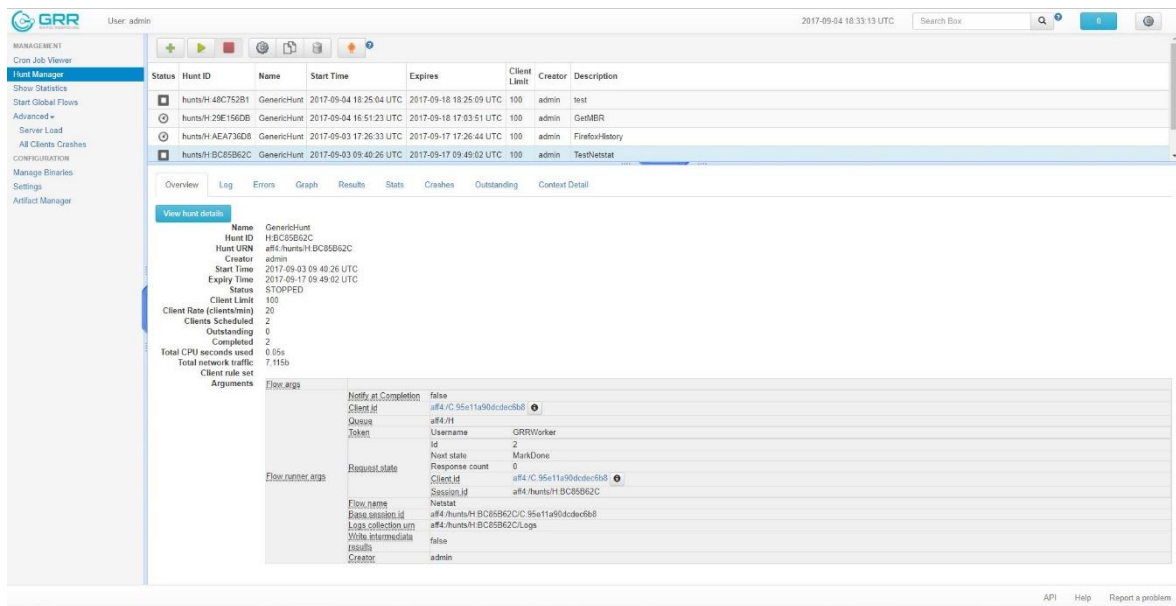 GRR
User: admin
2017-09-04 18:33:13 UTC
Search Box
0
MANAGEMENT
Cron Job Viewer
Hunt Manager
Show Statistics
Start Global Flows
Advanced
Server Load
All Clients Crashes
CONFIGURATION
Manage Binaries
Settings
Artifact Manager
Status Hunt ID Name Start Time Expires Client Limit Creator Description
hunts/H:48C752B1 GenericHunt 2017-09-04 18:25:04 UTC 2017-09-18 18:25:09 UTC 100 admin test
hunts/H:29E156DB GenericHunt 2017-09-04 16:51:23 UTC 2017-09-18 17:03:51 UTC 100 admin GetMBR
hunts/H:AEA736D8 GenericHunt 2017-09-03 17:26:33 UTC 2017-09-17 17:26:44 UTC 100 admin FirefoxHistory
hunts/H:BC85B62C GenericHunt 2017-09-03 09:40:26 UTC 2017-09-17 09:49:02 UTC 100 admin TestNetstat
Overview Log Errors Graph Results Stats Crashes Outstanding Context Detail
View hunt details
Name GenericHunt
Hunt ID H:BC85B62C
Hunt URN aff4:/hunts/H:BC85B62C
Creator admin
Start Time 2017-09-03 09:40:26 UTC
Expiry Time 2017-09-17 09:49:02 UTC
Status STOPPED
Client Limit 100
Client Rate (clients/min) 20
Clients Scheduled 2
Outstanding 0
Completed 2
Total CPU seconds used 0.05s
Total network traffic 7,115b
Client rule set
Arguments Flow args
Flow runner args
Notify at Completion false
Client id aff4:/C.95e11a90dcdec6b8
Queue aff4:/H
Token Username GRRWorker
Request state
Id 2
Next state MarkDone
Response count 0
Client id aff4:/C.95e11a90dcdec6b8
Session id aff4:/hunts/H:BC85B62C
Flow name Netstat
Base session id aff4:/hunts/H:BC85B62C/C.95e11a90dcdec6b8
Logs collection urn aff4:/hunts/H:BC85B62C/Logs
Write intermediate results false
Creator admin
API Help Report a problem